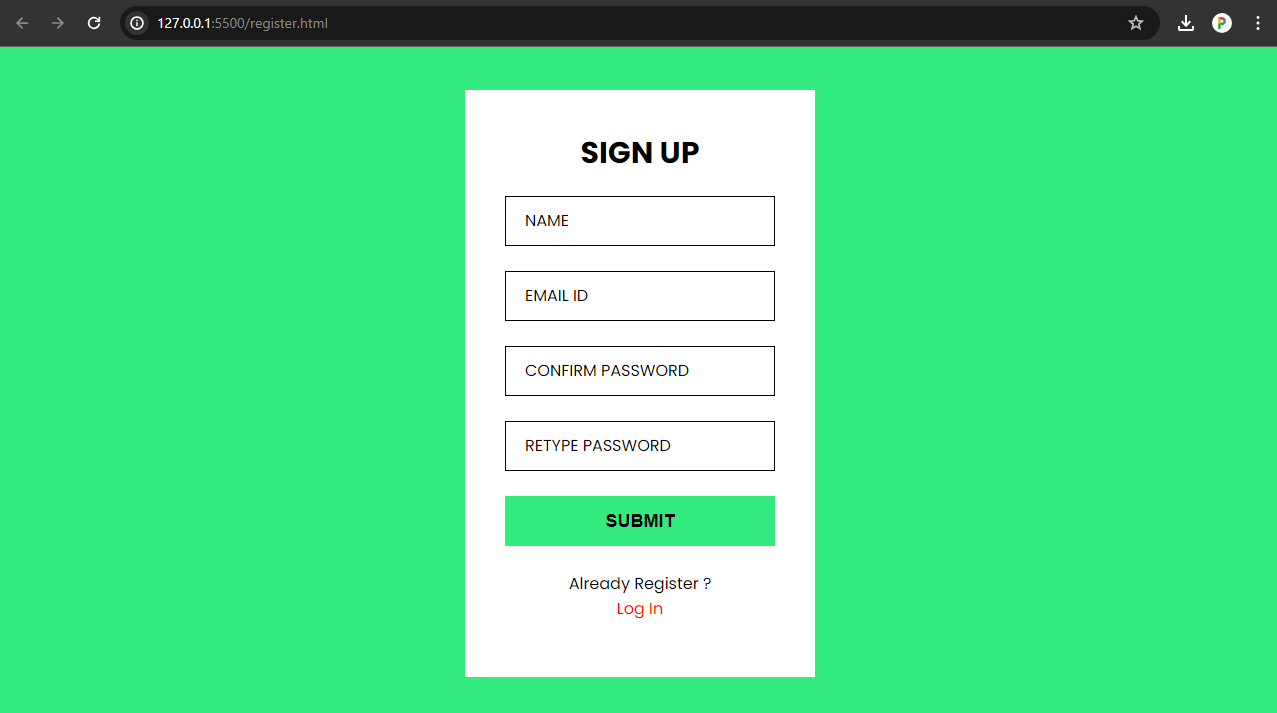 127.0.0.1:5500/register.html
P
SIGN UP
NAME
EMAIL ID
CONFIRM PASSWORD
RETYPE PASSWORD
SUBMIT
Already Register ?
Log In